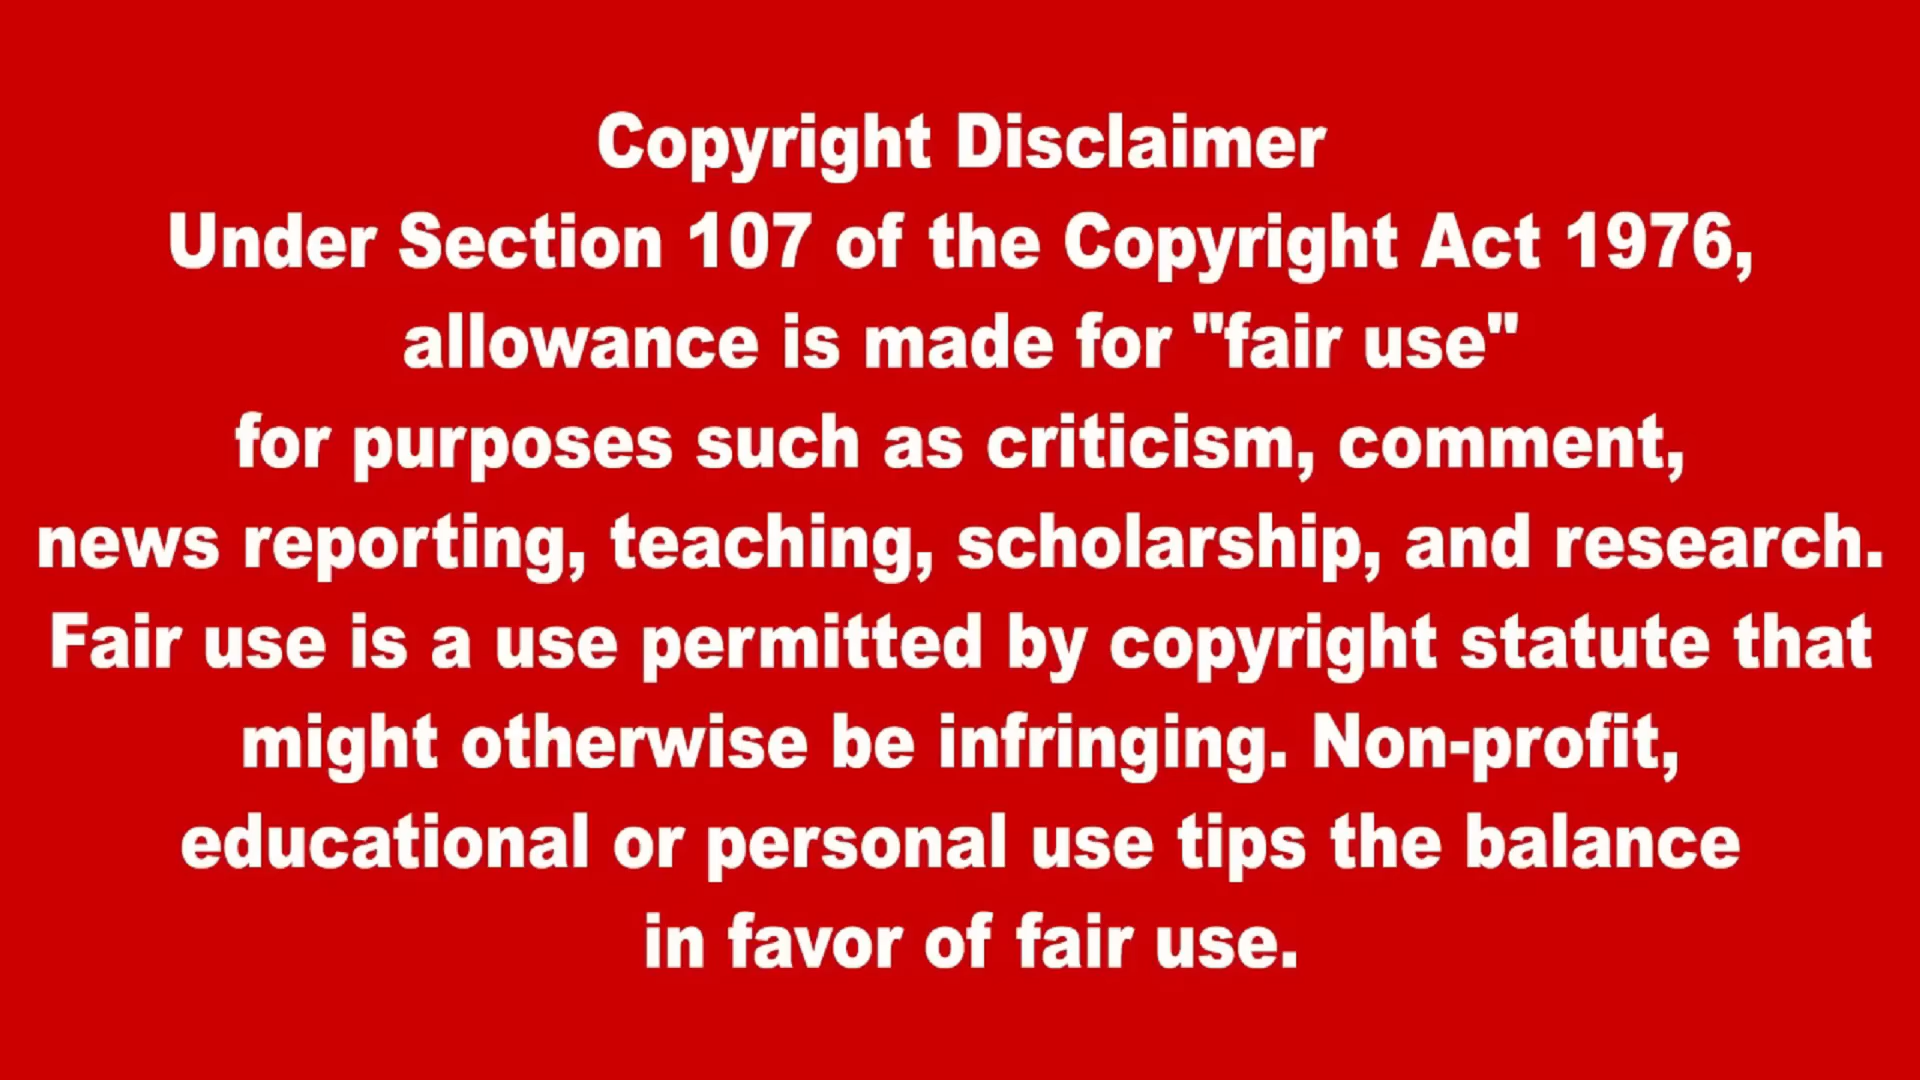 Copyright Disclaimer
Under Section 107 of the Copyright Act 1976,
allowance is made for "fair use"
for purposes such as criticism, comment,
news reporting, teaching, scholarship, and research.
Fair use is a use permitted by copyright statute that
might otherwise be infringing. Non-profit,
educational or personal use tips the balance
in favor of fair use.